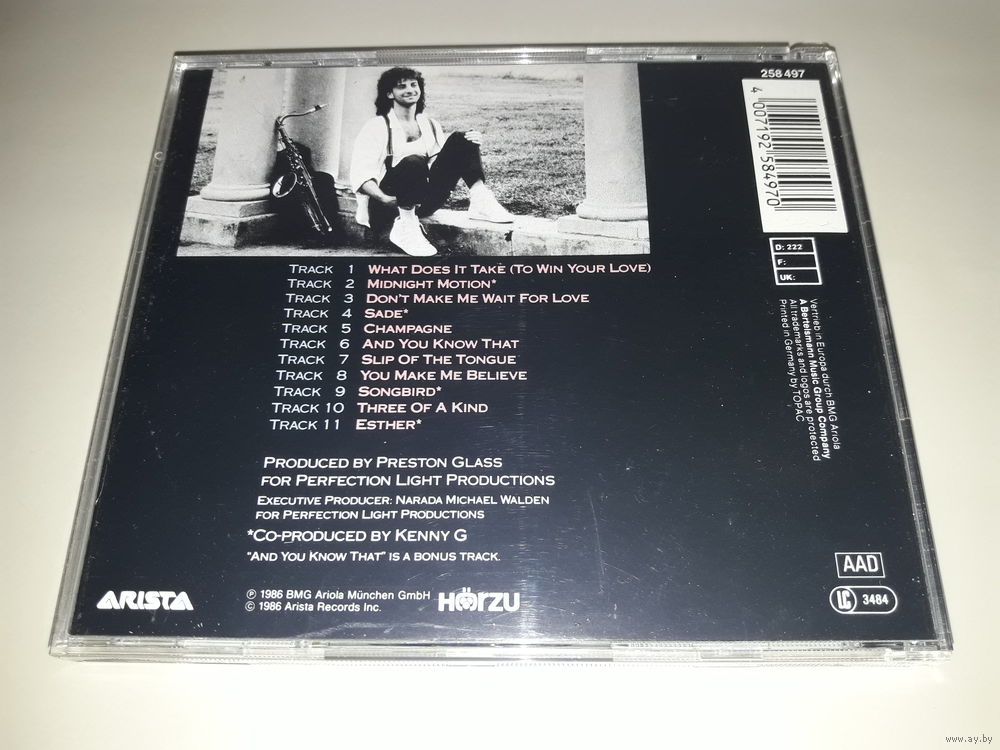 258 497
4 007192 584970
D: 222
F:
UK:
Vertrieb in Europa durch BMG Ariola
A Bertelsmann Music Group Company
All trademarks and logos are protected
Printed in Germany by TOPAC
TRACK 1 WHAT DOES IT TAKE (TO WIN YOUR LOVE)
TRACK 2 MIDNIGHT MOTION*
TRACK 3 DON'T MAKE ME WAIT FOR LOVE
TRACK 4 SADE*
TRACK 5 CHAMPAGNE
TRACK 6 AND YOU KNOW THAT
TRACK 7 SLIP OF THE TONGUE
TRACK 8 YOU MAKE ME BELIEVE
TRACK 9 SONGBIRD*
TRACK 10 THREE OF A KIND
TRACK 11 ESTHER*
PRODUCED BY PRESTON GLASS
FOR PERFECTION LIGHT PRODUCTIONS
EXECUTIVE PRODUCER: NARADA MICHAEL WALDEN
FOR PERFECTION LIGHT PRODUCTIONS
*CO-PRODUCED BY KENNY G
"AND YOU KNOW THAT" IS A BONUS TRACK.
ARISTA
℗ 1986 BMG Ariola München GmbH
© 1986 Arista Records Inc.
HÖRZU
AAD
LC 3484
www.ay.by